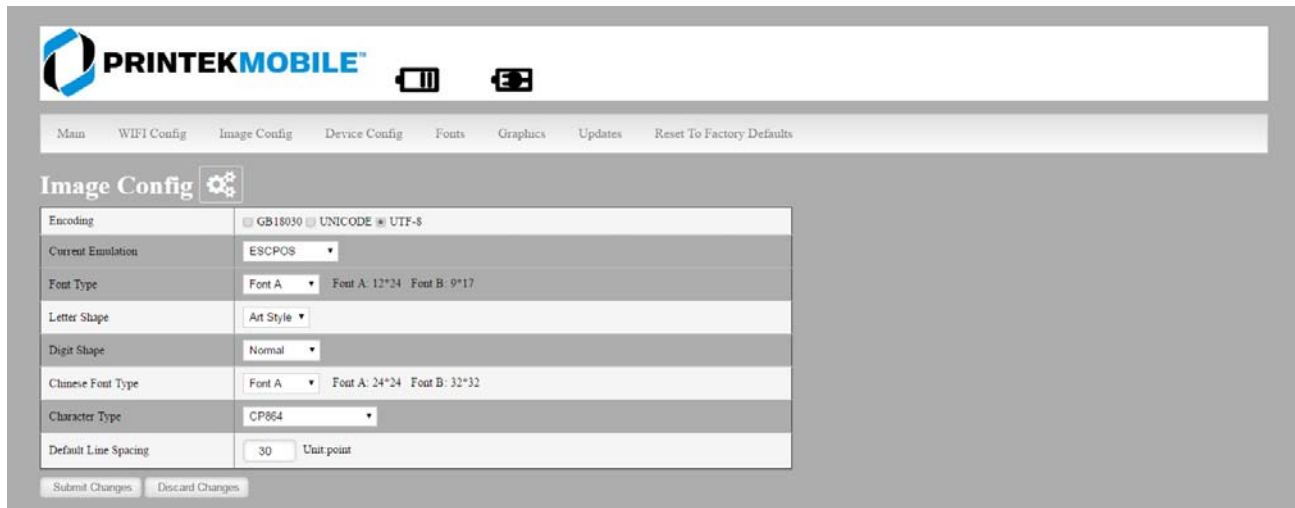 PRINTEKMOBILE™
Main WIFI Config Image Config Device Config Fonts Graphics Updates Reset To Factory Defaults
Image Config
Encoding GB18030 UNICODE UTF-8
Current Emulation ESCPOS
Font Type Font A Font A: 12*24 Font B: 9*17
Letter Shape Art Style
Digit Shape Normal
Chinese Font Type Font A Font A: 24*24 Font B: 32*32
Character Type CP864
Default Line Spacing 30 Unit:point
Submit Changes Discard Changes